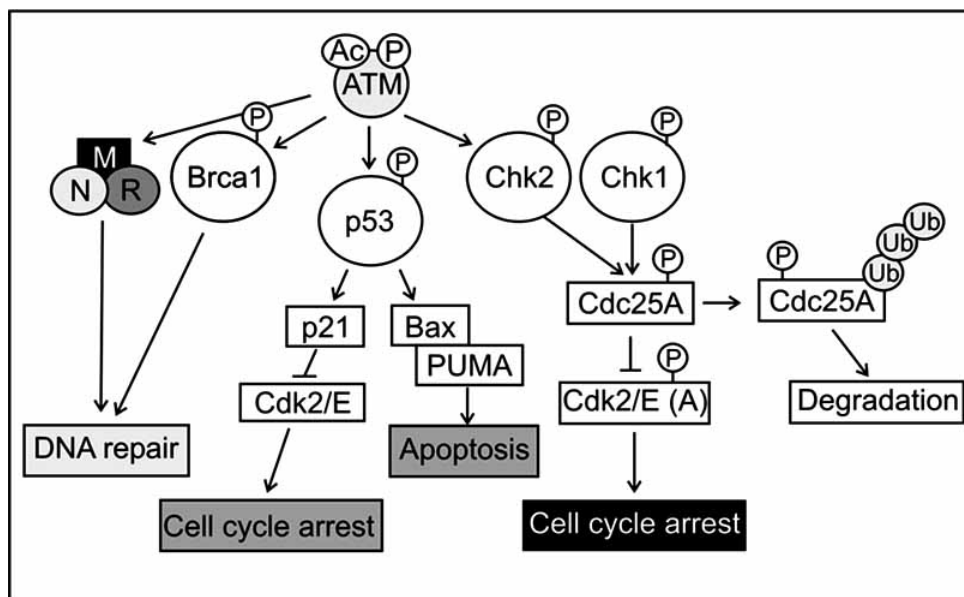 Ac P
ATM
P
P
P
M
N R
Brca1
P
Chk2
Chk1
p53
Ub
Ub
Ub
P
P
p21
Bax
Cdc25A
Cdc25A
PUMA
P
Cdk2/E
Cdk2/E (A)
Degradation
DNA repair
Apoptosis
Cell cycle arrest
Cell cycle arrest